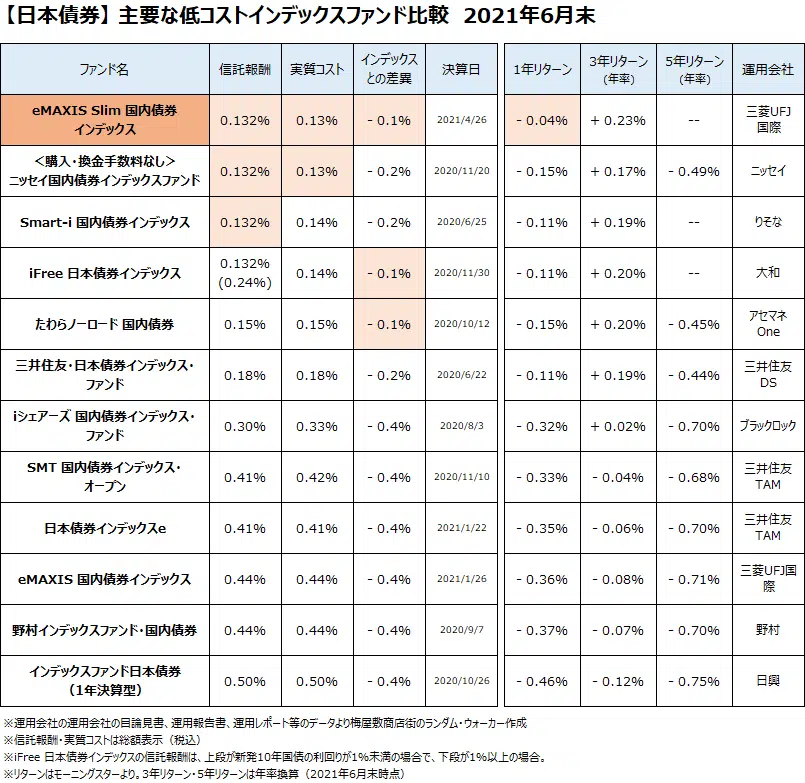 【日本債券】主要な低コストインデックスファンド比較 2021年6月末
ファンド名 信託報酬 実質コスト インデックスとの差異 決算日 1年リターン 3年リターン(年率) 5年リターン(年率) 運用会社
eMAXIS Slim 国内債券インデックス 0.132% 0.13% - 0.1% 2021/4/26 - 0.04% + 0.23% -- 三菱UFJ国際
<購入・換金手数料なし>ニッセイ国内債券インデックスファンド 0.132% 0.13% - 0.2% 2020/11/20 - 0.15% + 0.17% - 0.49% ニッセイ
Smart-i 国内債券インデックス 0.132% 0.14% - 0.2% 2020/6/25 - 0.11% + 0.19% -- りそな
iFree 日本債券インデックス 0.132%(0.24%) 0.14% - 0.1% 2020/11/30 - 0.11% + 0.20% -- 大和
たわらノーロード 国内債券 0.15% 0.15% - 0.1% 2020/10/12 - 0.15% + 0.20% - 0.45% アセマネOne
三井住友・日本債券インデックス・ファンド 0.18% 0.18% - 0.2% 2020/6/22 - 0.11% + 0.19% - 0.44% 三井住友DS
iシェアーズ 国内債券インデックス・ファンド 0.30% 0.33% - 0.4% 2020/8/3 - 0.32% + 0.02% - 0.70% ブラックロック
SMT 国内債券インデックス・オープン 0.41% 0.42% - 0.4% 2020/11/10 - 0.33% - 0.04% - 0.68% 三井住友TAM
日本債券インデックスe 0.41% 0.41% - 0.4% 2021/1/22 - 0.35% - 0.06% - 0.70% 三井住友TAM
eMAXIS 国内債券インデックス 0.44% 0.44% - 0.4% 2021/1/26 - 0.36% - 0.08% - 0.71% 三菱UFJ国際
野村インデックスファンド・国内債券 0.44% 0.44% - 0.4% 2020/9/7 - 0.37% - 0.07% - 0.70% 野村
インデックスファンド日本債券(1年決算型) 0.50% 0.50% - 0.4% 2020/10/26 - 0.46% - 0.12% - 0.75% 日興
※運用会社の運用会社の目論見書、運用報告書、運用レポート等のデータより梅屋敷商店街のランダム・ウォーカー作成
※信託報酬・実質コストは総額表示(税込)
※iFree 日本債券インデックスの信託報酬は、上段が新発10年国債の利回りが1%未満の場合で、下段が1%以上の場合。
※リターンはモーニングスターより。3年リターン・5年リターンは年率換算(2021年6月末時点)